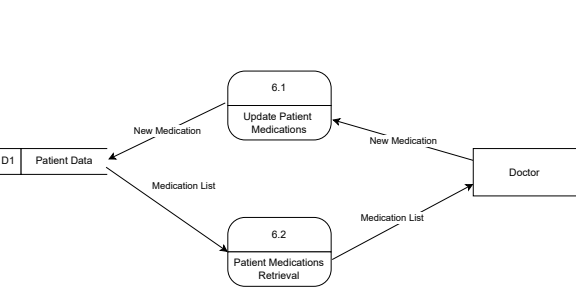 6.1
Update Patient
Medications
New Medication
New Medication
D1
Patient Data
Doctor
Medication List
Medication List
6.2
Patient Medications
Retrieval